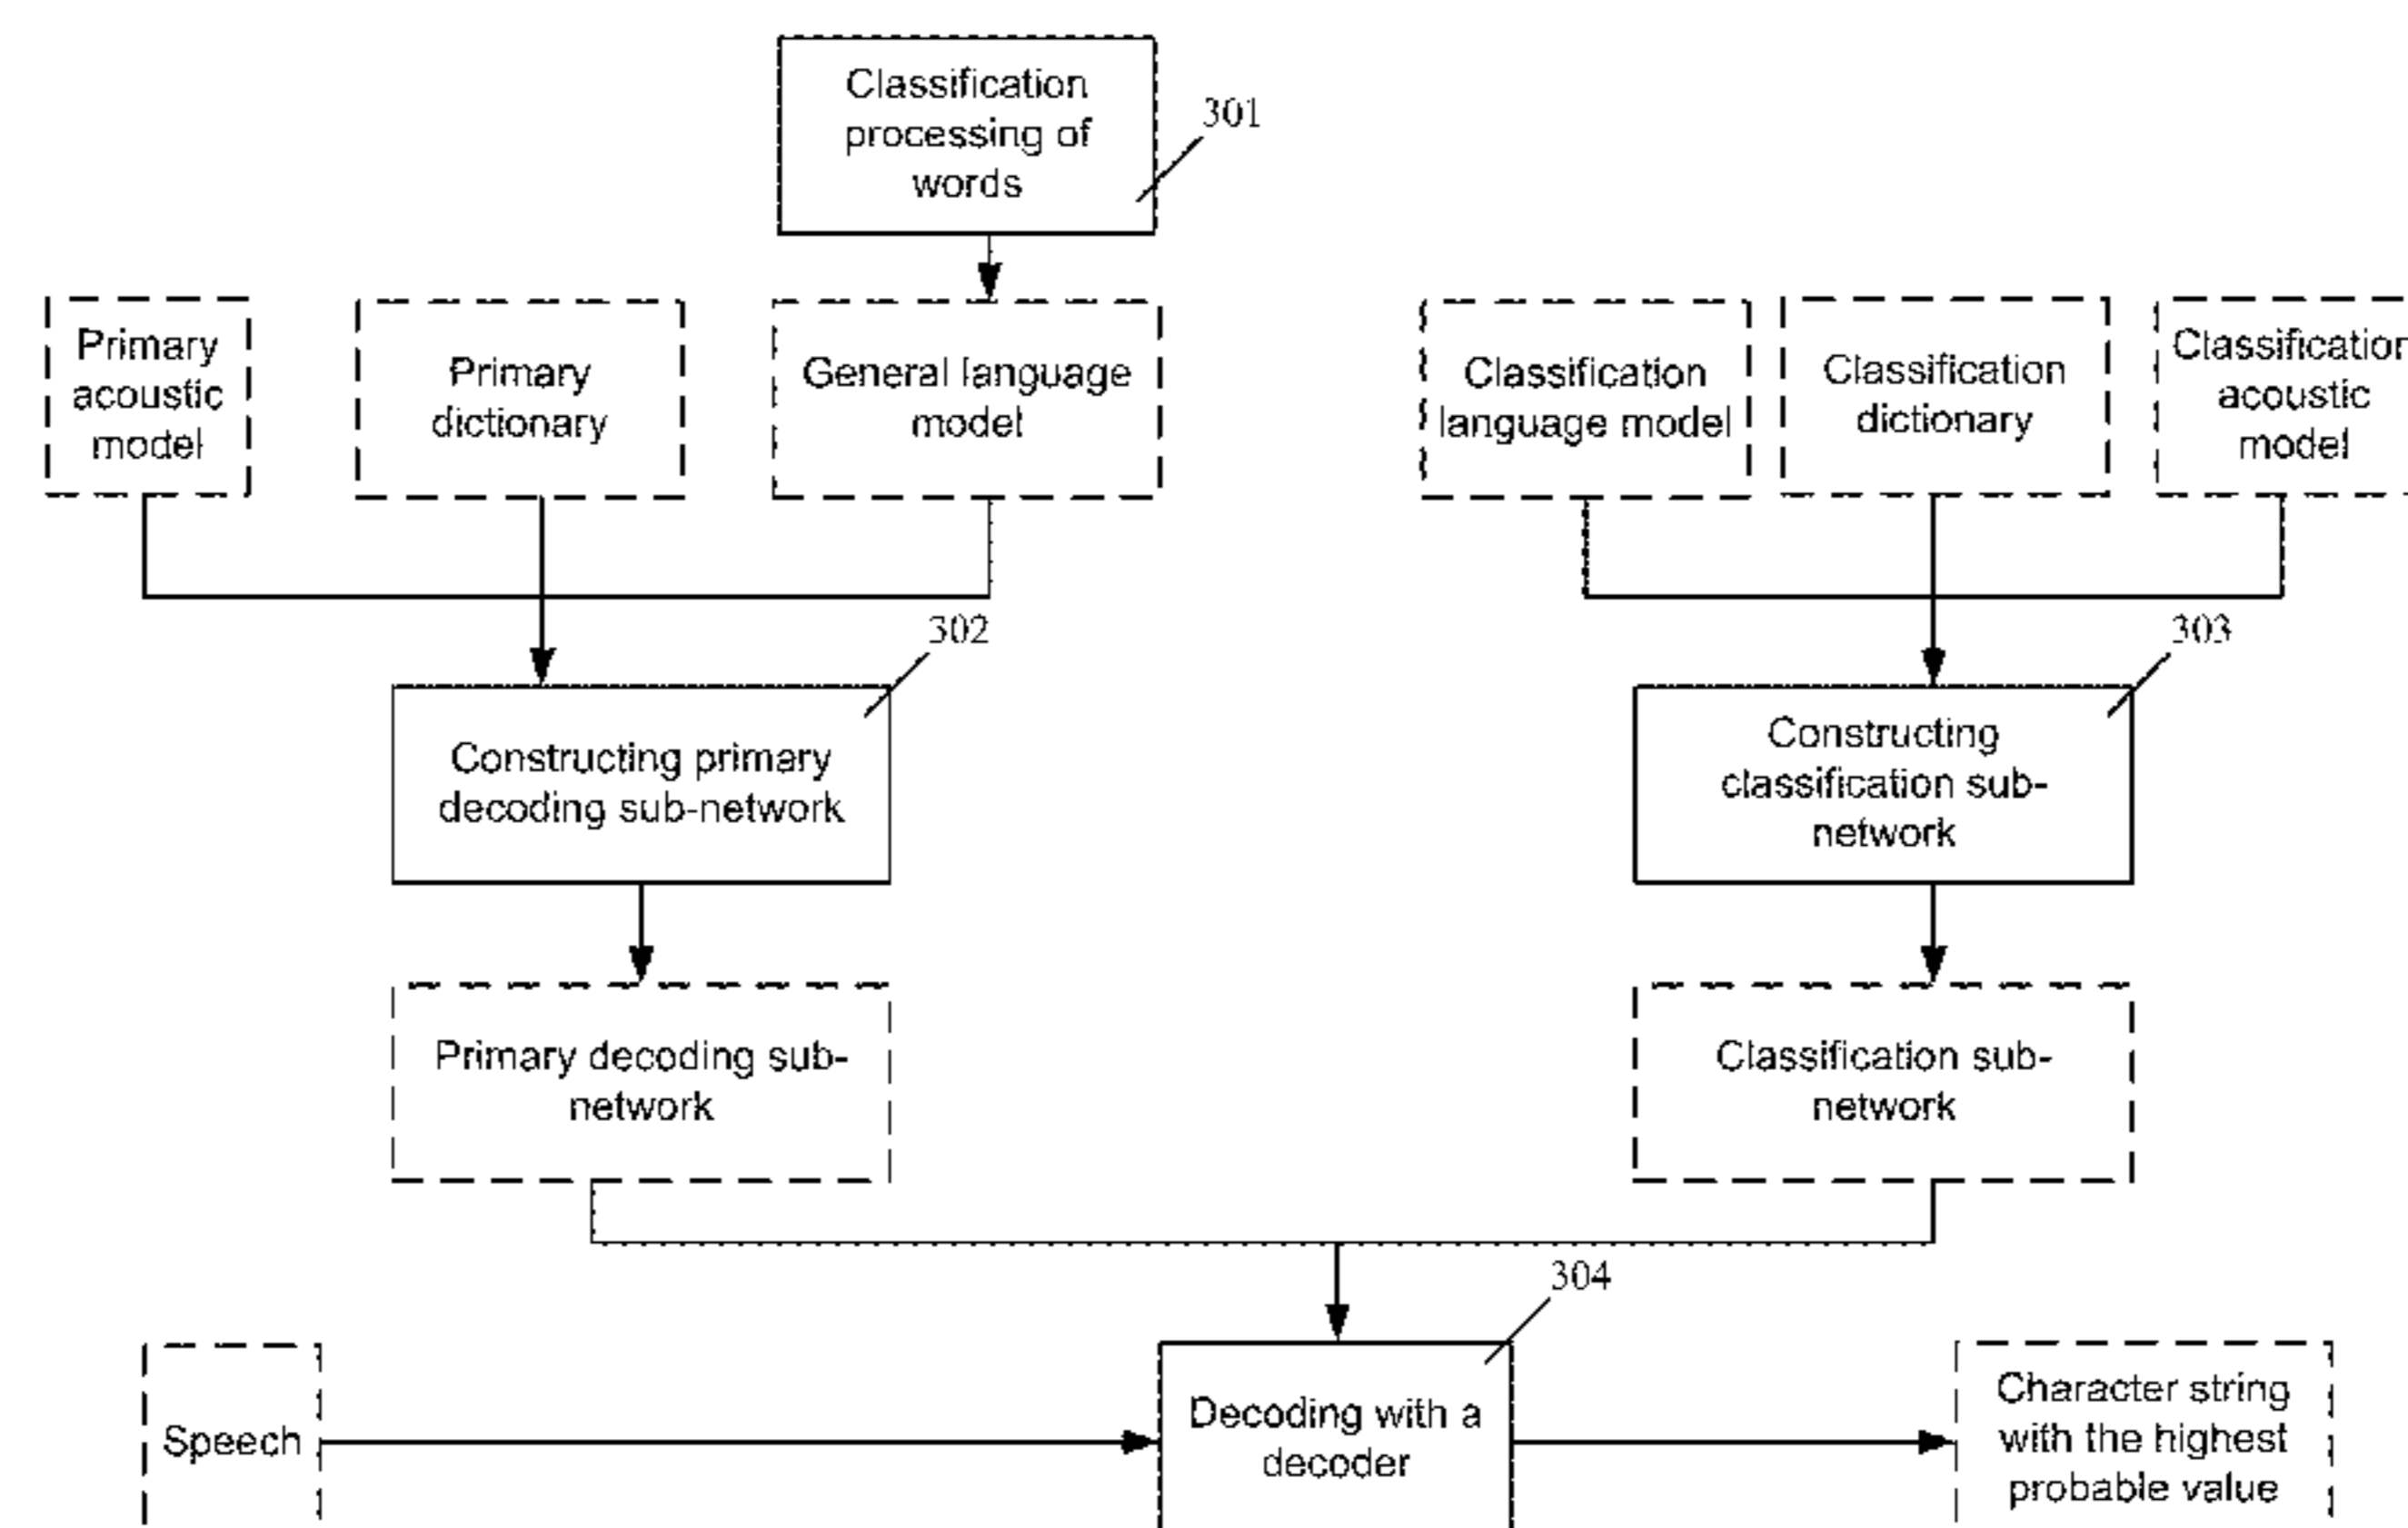 Classification
processing of
words
301
Primary
acoustic
model
Primary
dictionary
General language
model
Classification
language model
Classification
dictionary
Classification
acoustic
model
302
303
Constructing primary
decoding sub-network
Constructing
classification sub-
network
Primary decoding sub-
network
Classification sub-
network
304
Speech
Decoding with a
decoder
Character string
with the highest
probable value